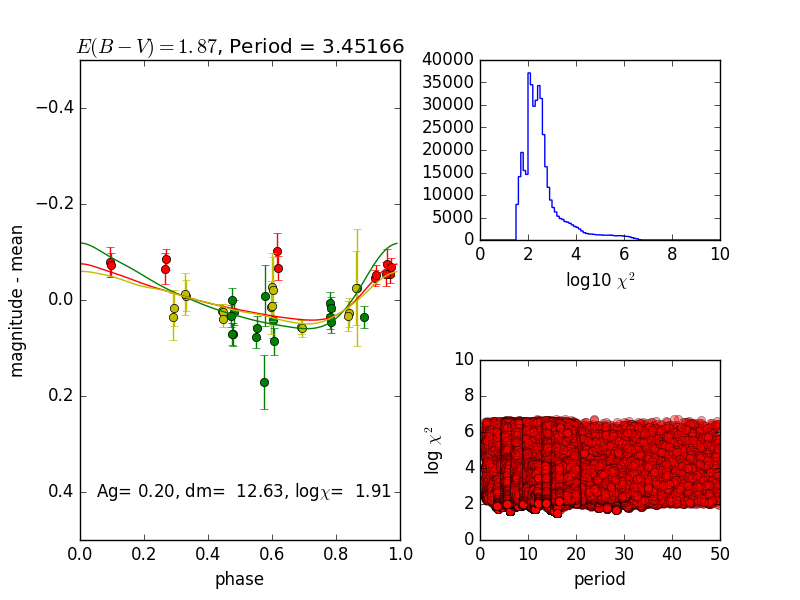 E(B − V) = 1.87, Period = 3.45166
−0.4
−0.2
0.0
0.2
0.4
magnitude - mean
Ag= 0.20, dm= 12.63, logχ= 1.91
0.0 0.2 0.4 0.6 0.8 1.0
phase
40000
35000
30000
25000
20000
15000
10000
5000
0
0 2 4 6 8 10
log10 χ²
10
8
6
4
2
0
log χ²
0 10 20 30 40 50
period